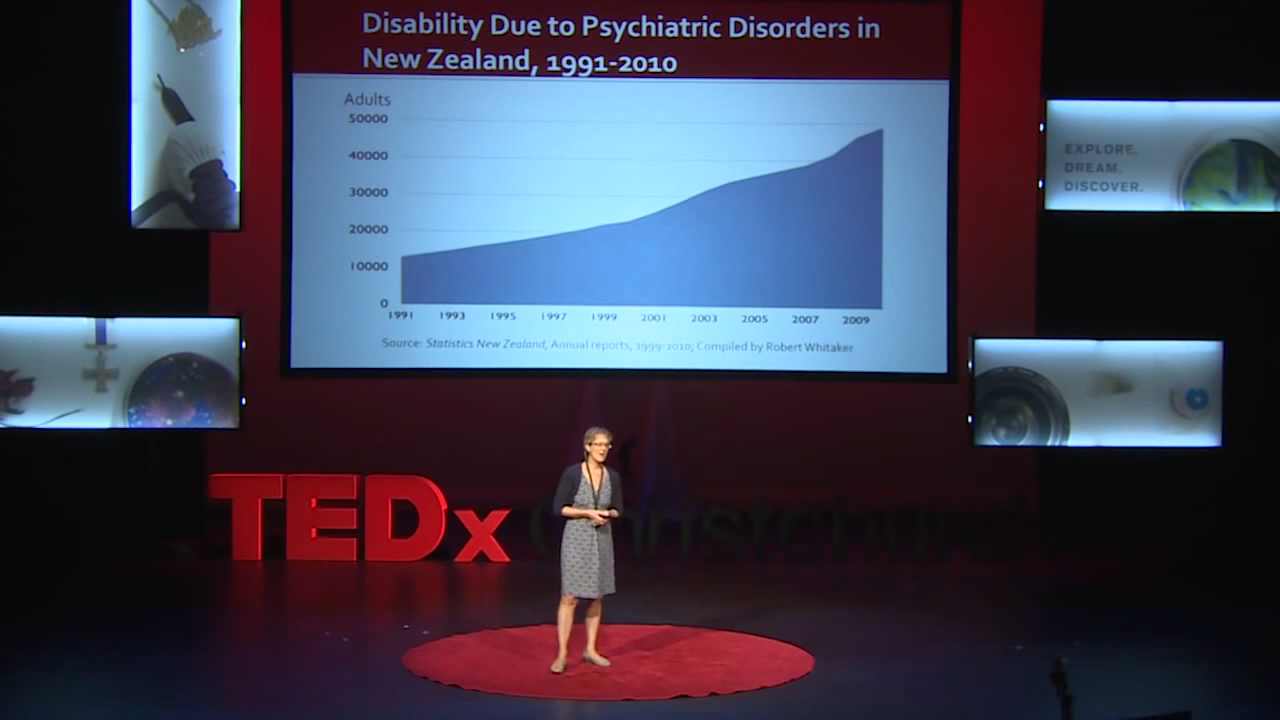 Disability Due to Psychiatric Disorders in
New Zealand, 1991-2010
Adults
50000
40000
30000
20000
10000
0
1991 1993 1995 1997 1999 2001 2003 2005 2007 2009
Source: Statistics New Zealand, Annual reports, 1999-2010, Compiled by Robert Whitaker
EXPLORE.
DREAM.
DISCOVER.
TEDx Christchurch